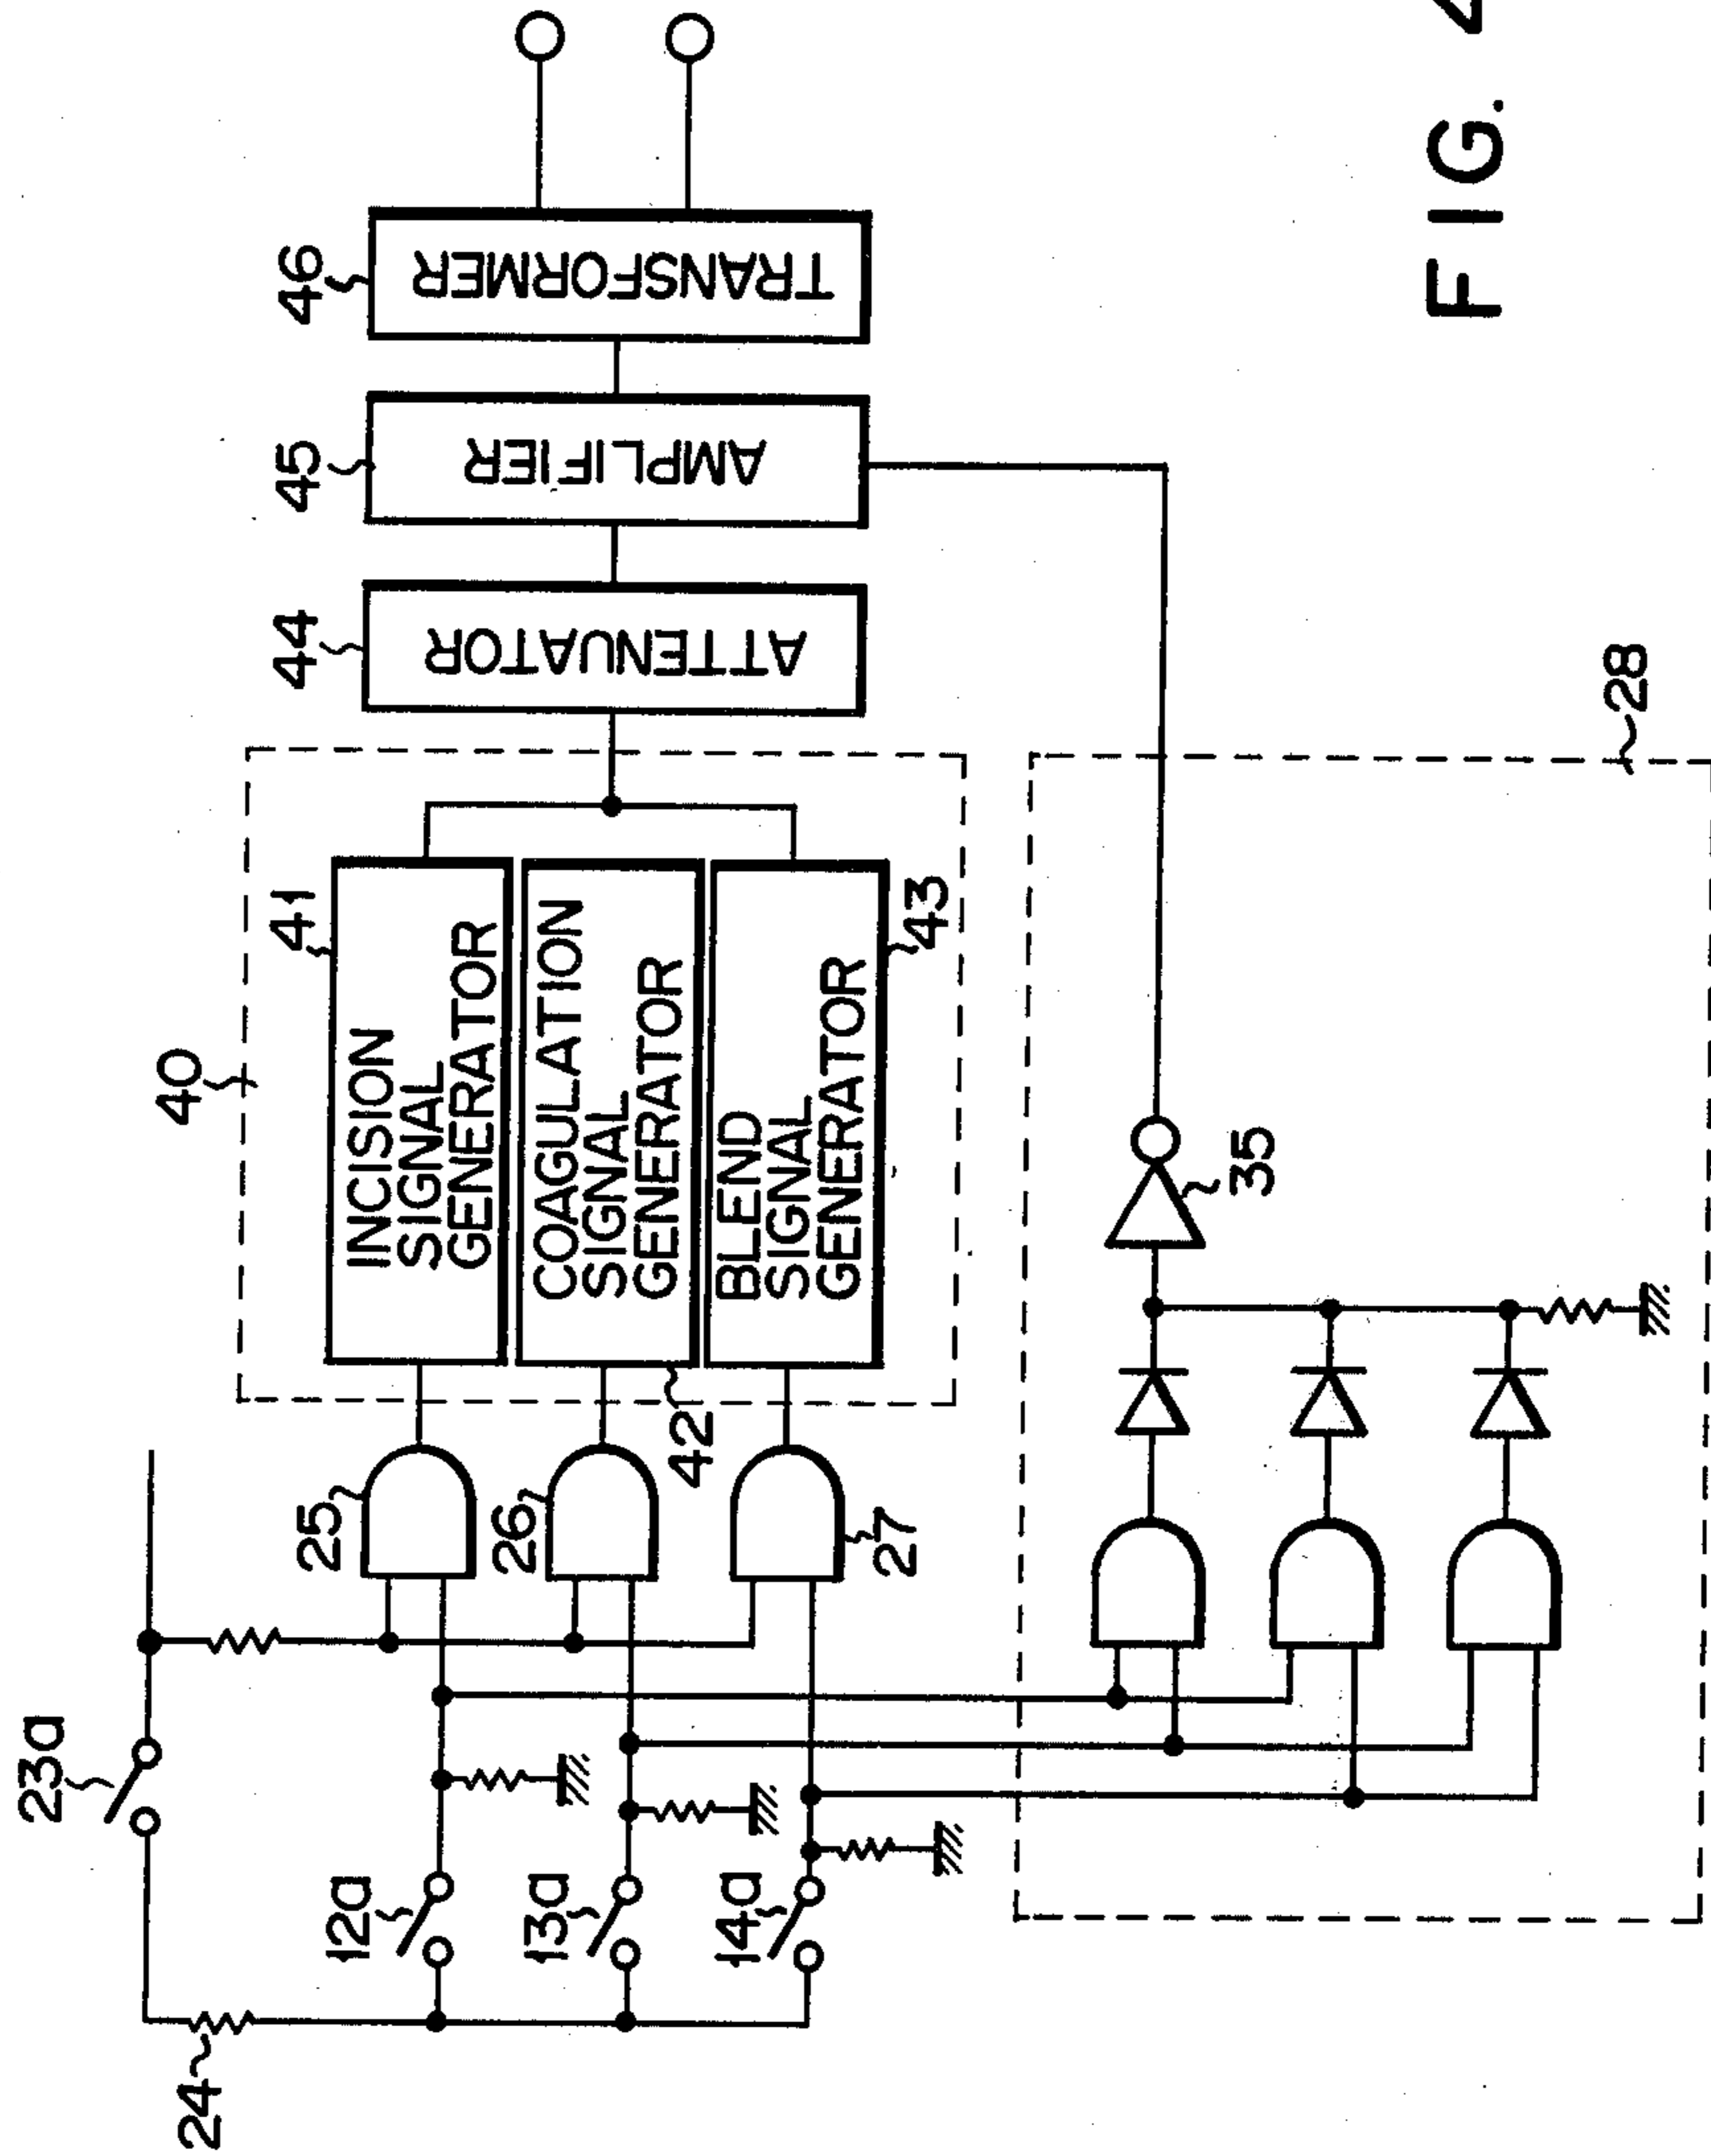 46
TRANSFORMER
45
AMPLIFIER
44
ATTENUATOR
40
41
INCISION
SIGNAL
GENERATOR
COAGULATION
SIGNAL
GENERATOR
42
BLEND
SIGNAL
GENERATOR
43
25
26
27
23a
12a
13a
14a
24
35
28
FIG.